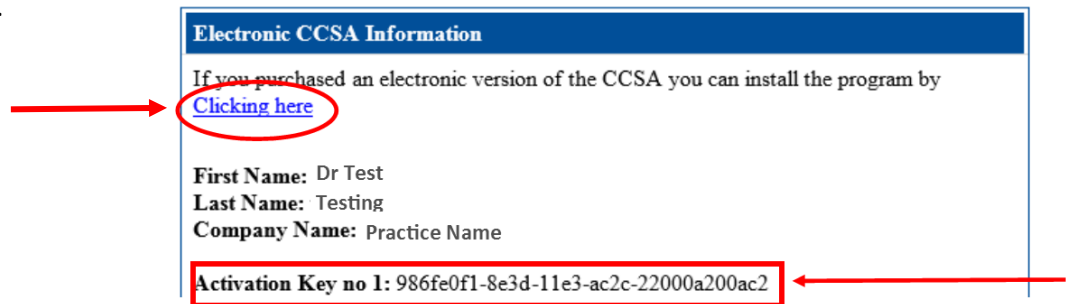 Electronic CCSA Information
If you purchased an electronic version of the CCSA you can install the program by
Clicking here
First Name: Dr Test
Last Name: Testing
Company Name: Practice Name
Activation Key no 1: 986fe0f1-8e3d-11e3-ac2c-22000a200ac2